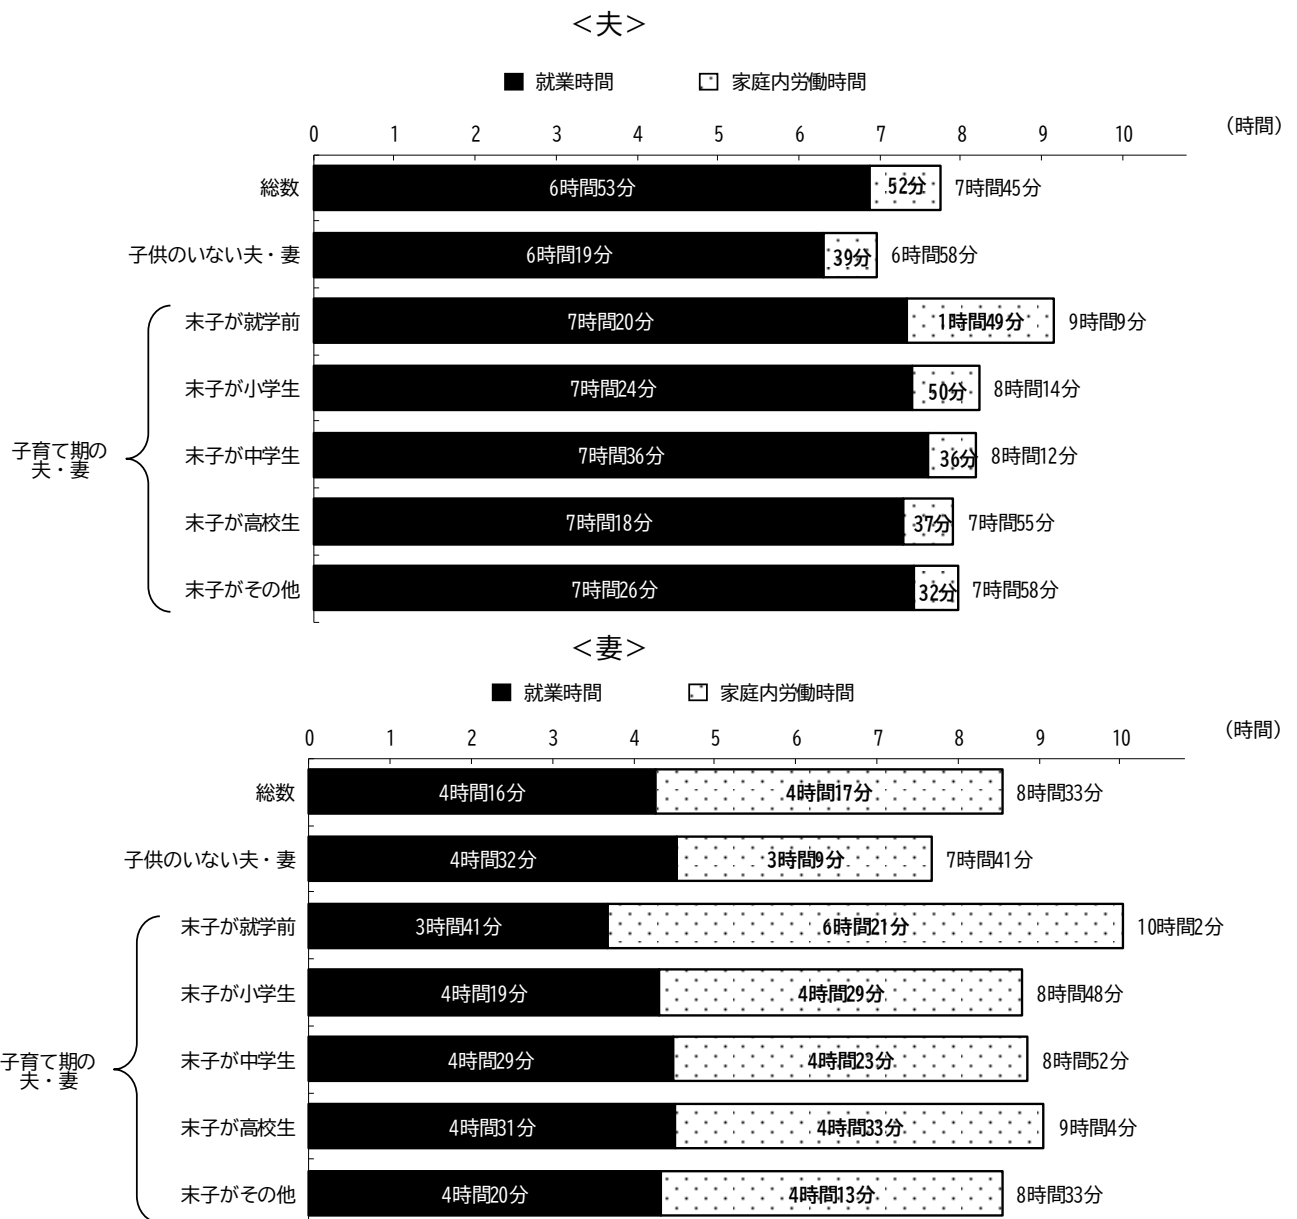 ＜夫＞
就業時間 家庭内労働時間
0 1 2 3 4 5 6 7 8 9 10 （時間）
総数 6時間53分 52分 7時間45分
子供のいない夫・妻 6時間19分 39分 6時間58分
末子が就学前 7時間20分 1時間49分 9時間9分
末子が小学生 7時間24分 50分 8時間14分
子育て期の
夫・妻
末子が中学生 7時間36分 36分 8時間12分
末子が高校生 7時間18分 37分 7時間55分
末子がその他 7時間26分 32分 7時間58分
＜妻＞
就業時間 家庭内労働時間
0 1 2 3 4 5 6 7 8 9 10 （時間）
総数 4時間16分 4時間17分 8時間33分
子供のいない夫・妻 4時間32分 3時間9分 7時間41分
末子が就学前 3時間41分 6時間21分 10時間2分
末子が小学生 4時間19分 4時間29分 8時間48分
子育て期の
夫・妻
末子が中学生 4時間29分 4時間23分 8時間52分
末子が高校生 4時間31分 4時間33分 9時間4分
末子がその他 4時間20分 4時間13分 8時間33分